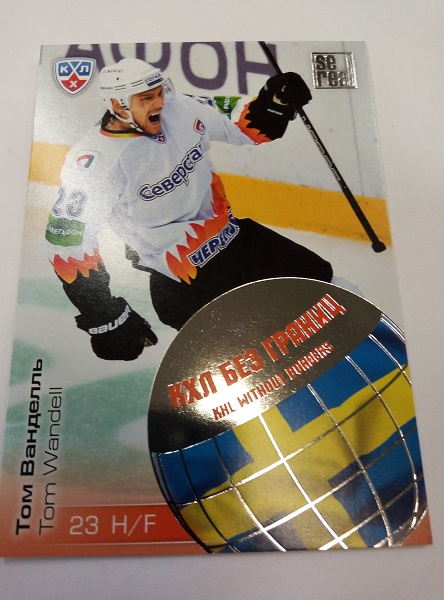 АФОН
КХЛ
se
real
23
Северсталь
МЕГАФОН
BAUER
КХЛ БЕЗ ГРАНИЦ
KHL WITHOUT BORDERS
Том Ванделль
Tom Wandell
23 H/F